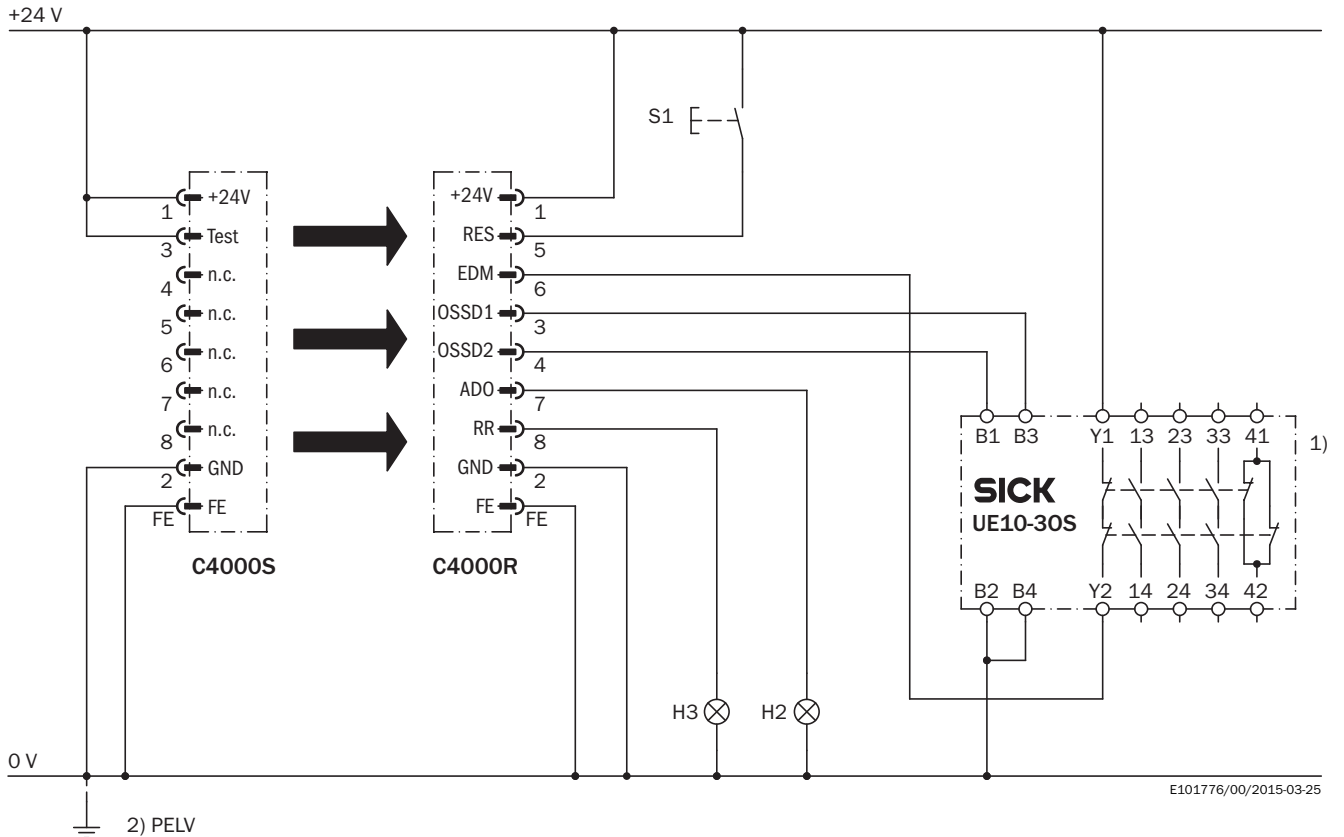 +24 V
S1
+24V
1
Test
3
n.c.
4
n.c.
5
n.c.
6
n.c.
7
n.c.
8
GND
2
FE
FE
C4000S
+24V
1
RES
5
EDM
6
OSSD1
3
OSSD2
4
ADO
7
RR
8
GND
2
FE
FE
C4000R
B1 B3 Y1 13 23 33 41
1)
SICK
UE10-30S
B2 B4 Y2 14 24 34 42
H3
H2
0 V
E101776/00/2015-03-25
2) PELV